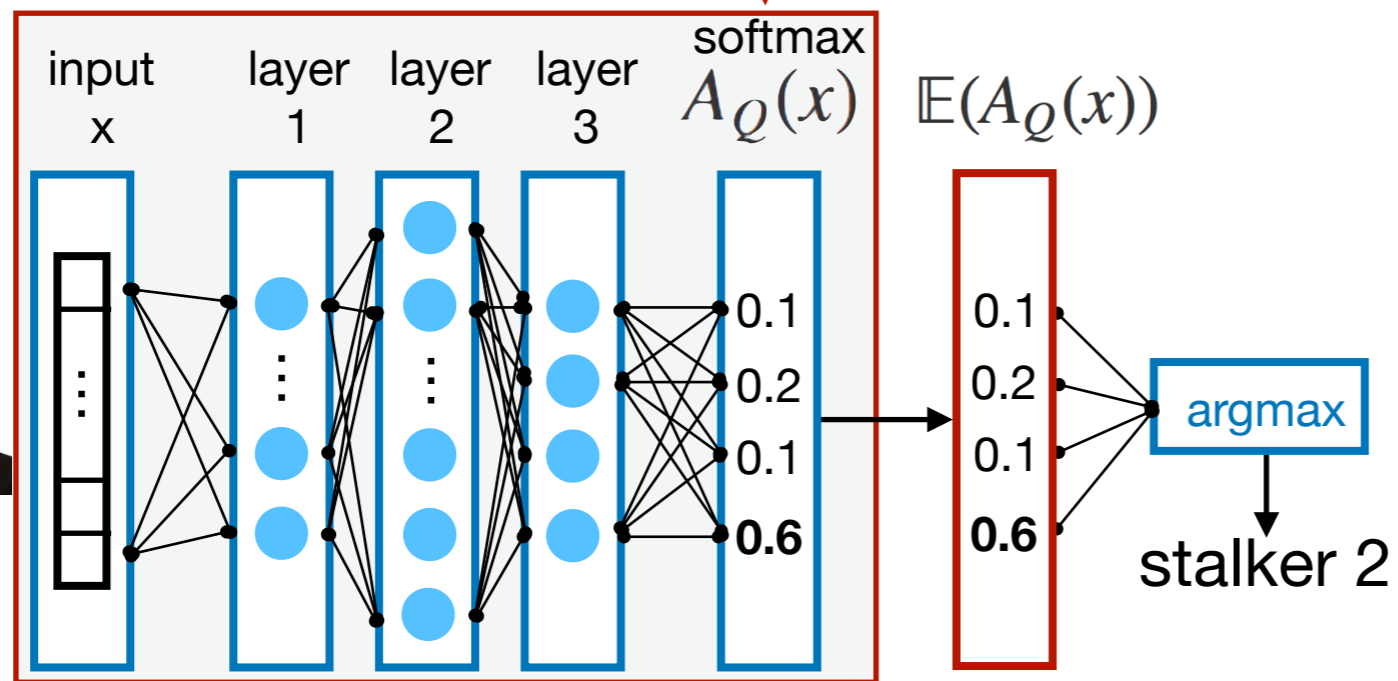 softmax
input
x
layer
1
layer
2
layer
3
A_Q(x)
𝔼(A_Q(x))
...
...
...
0.1
0.2
0.1
0.6
0.1
0.2
0.1
0.6
argmax
stalker 2